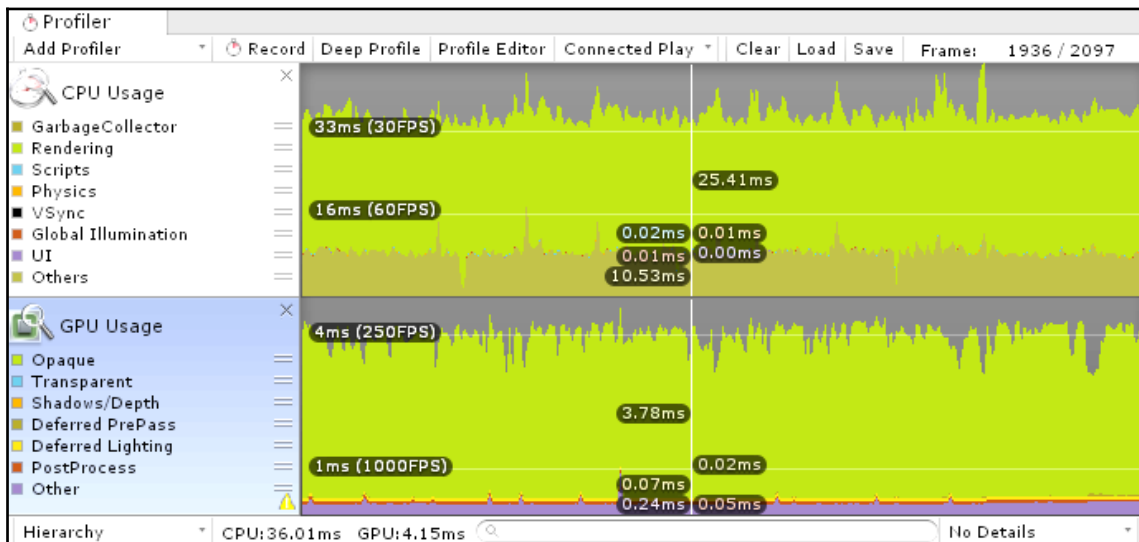 Profiler
Add Profiler Record Deep Profile Profile Editor Connected Play Clear Load Save Frame: 1936 / 2097
CPU Usage
GarbageCollector
Rendering
Scripts
Physics
VSync
Global Illumination
UI
Others
33ms (30FPS)
25.41ms
16ms (60FPS)
0.02ms 0.01ms
0.01ms 0.00ms
10.53ms
GPU Usage
Opaque
Transparent
Shadows/Depth
Deferred PrePass
Deferred Lighting
PostProcess
Other
4ms (250FPS)
3.78ms
1ms (1000FPS) 0.02ms
0.07ms
0.24ms 0.05ms
Hierarchy CPU:36.01ms GPU:4.15ms No Details